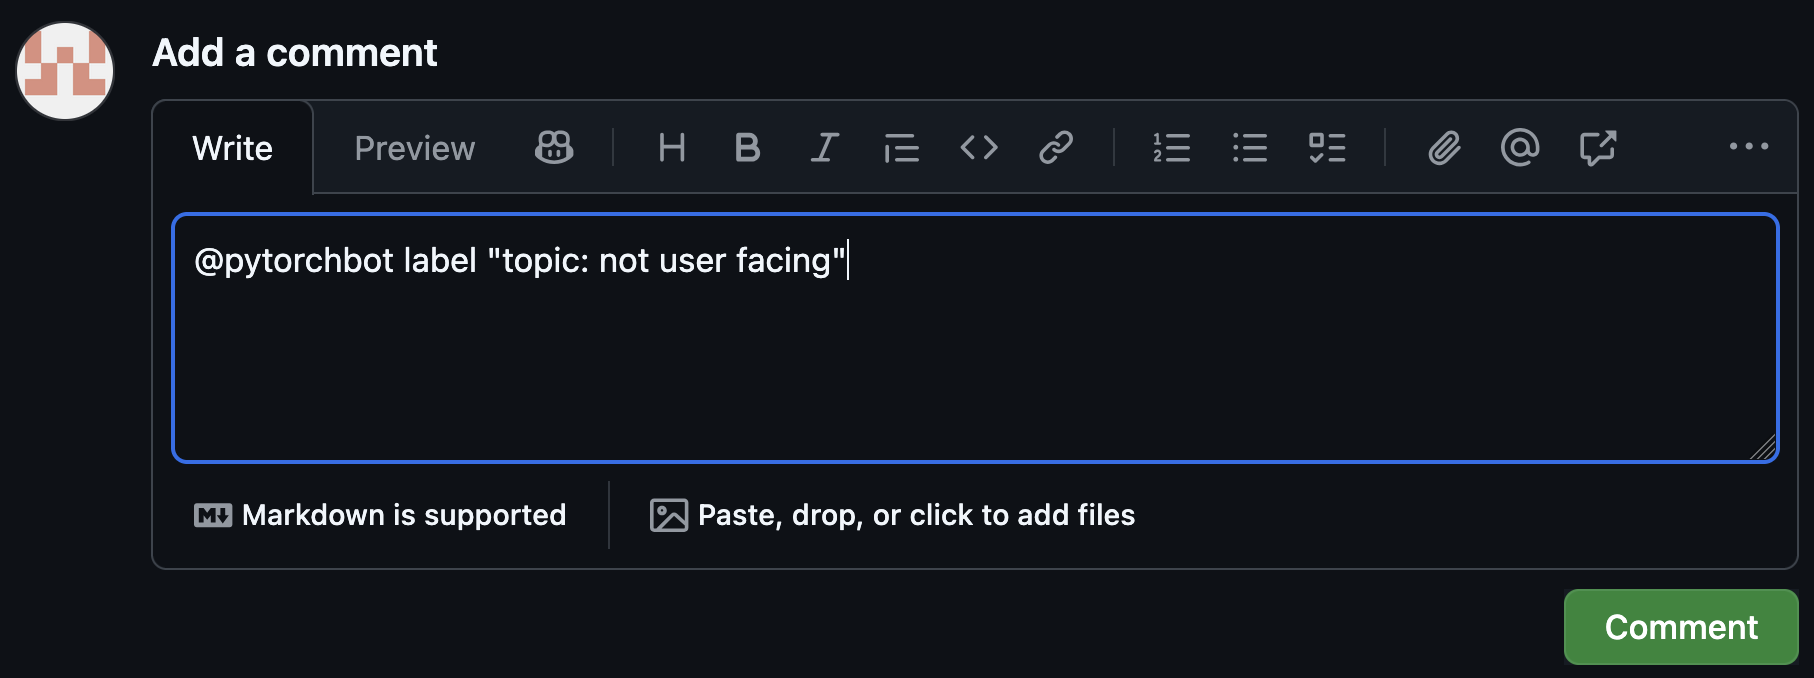 Add a comment
Write Preview
@pytorchbot label "topic: not user facing"
Markdown is supported
Paste, drop, or click to add files
Comment